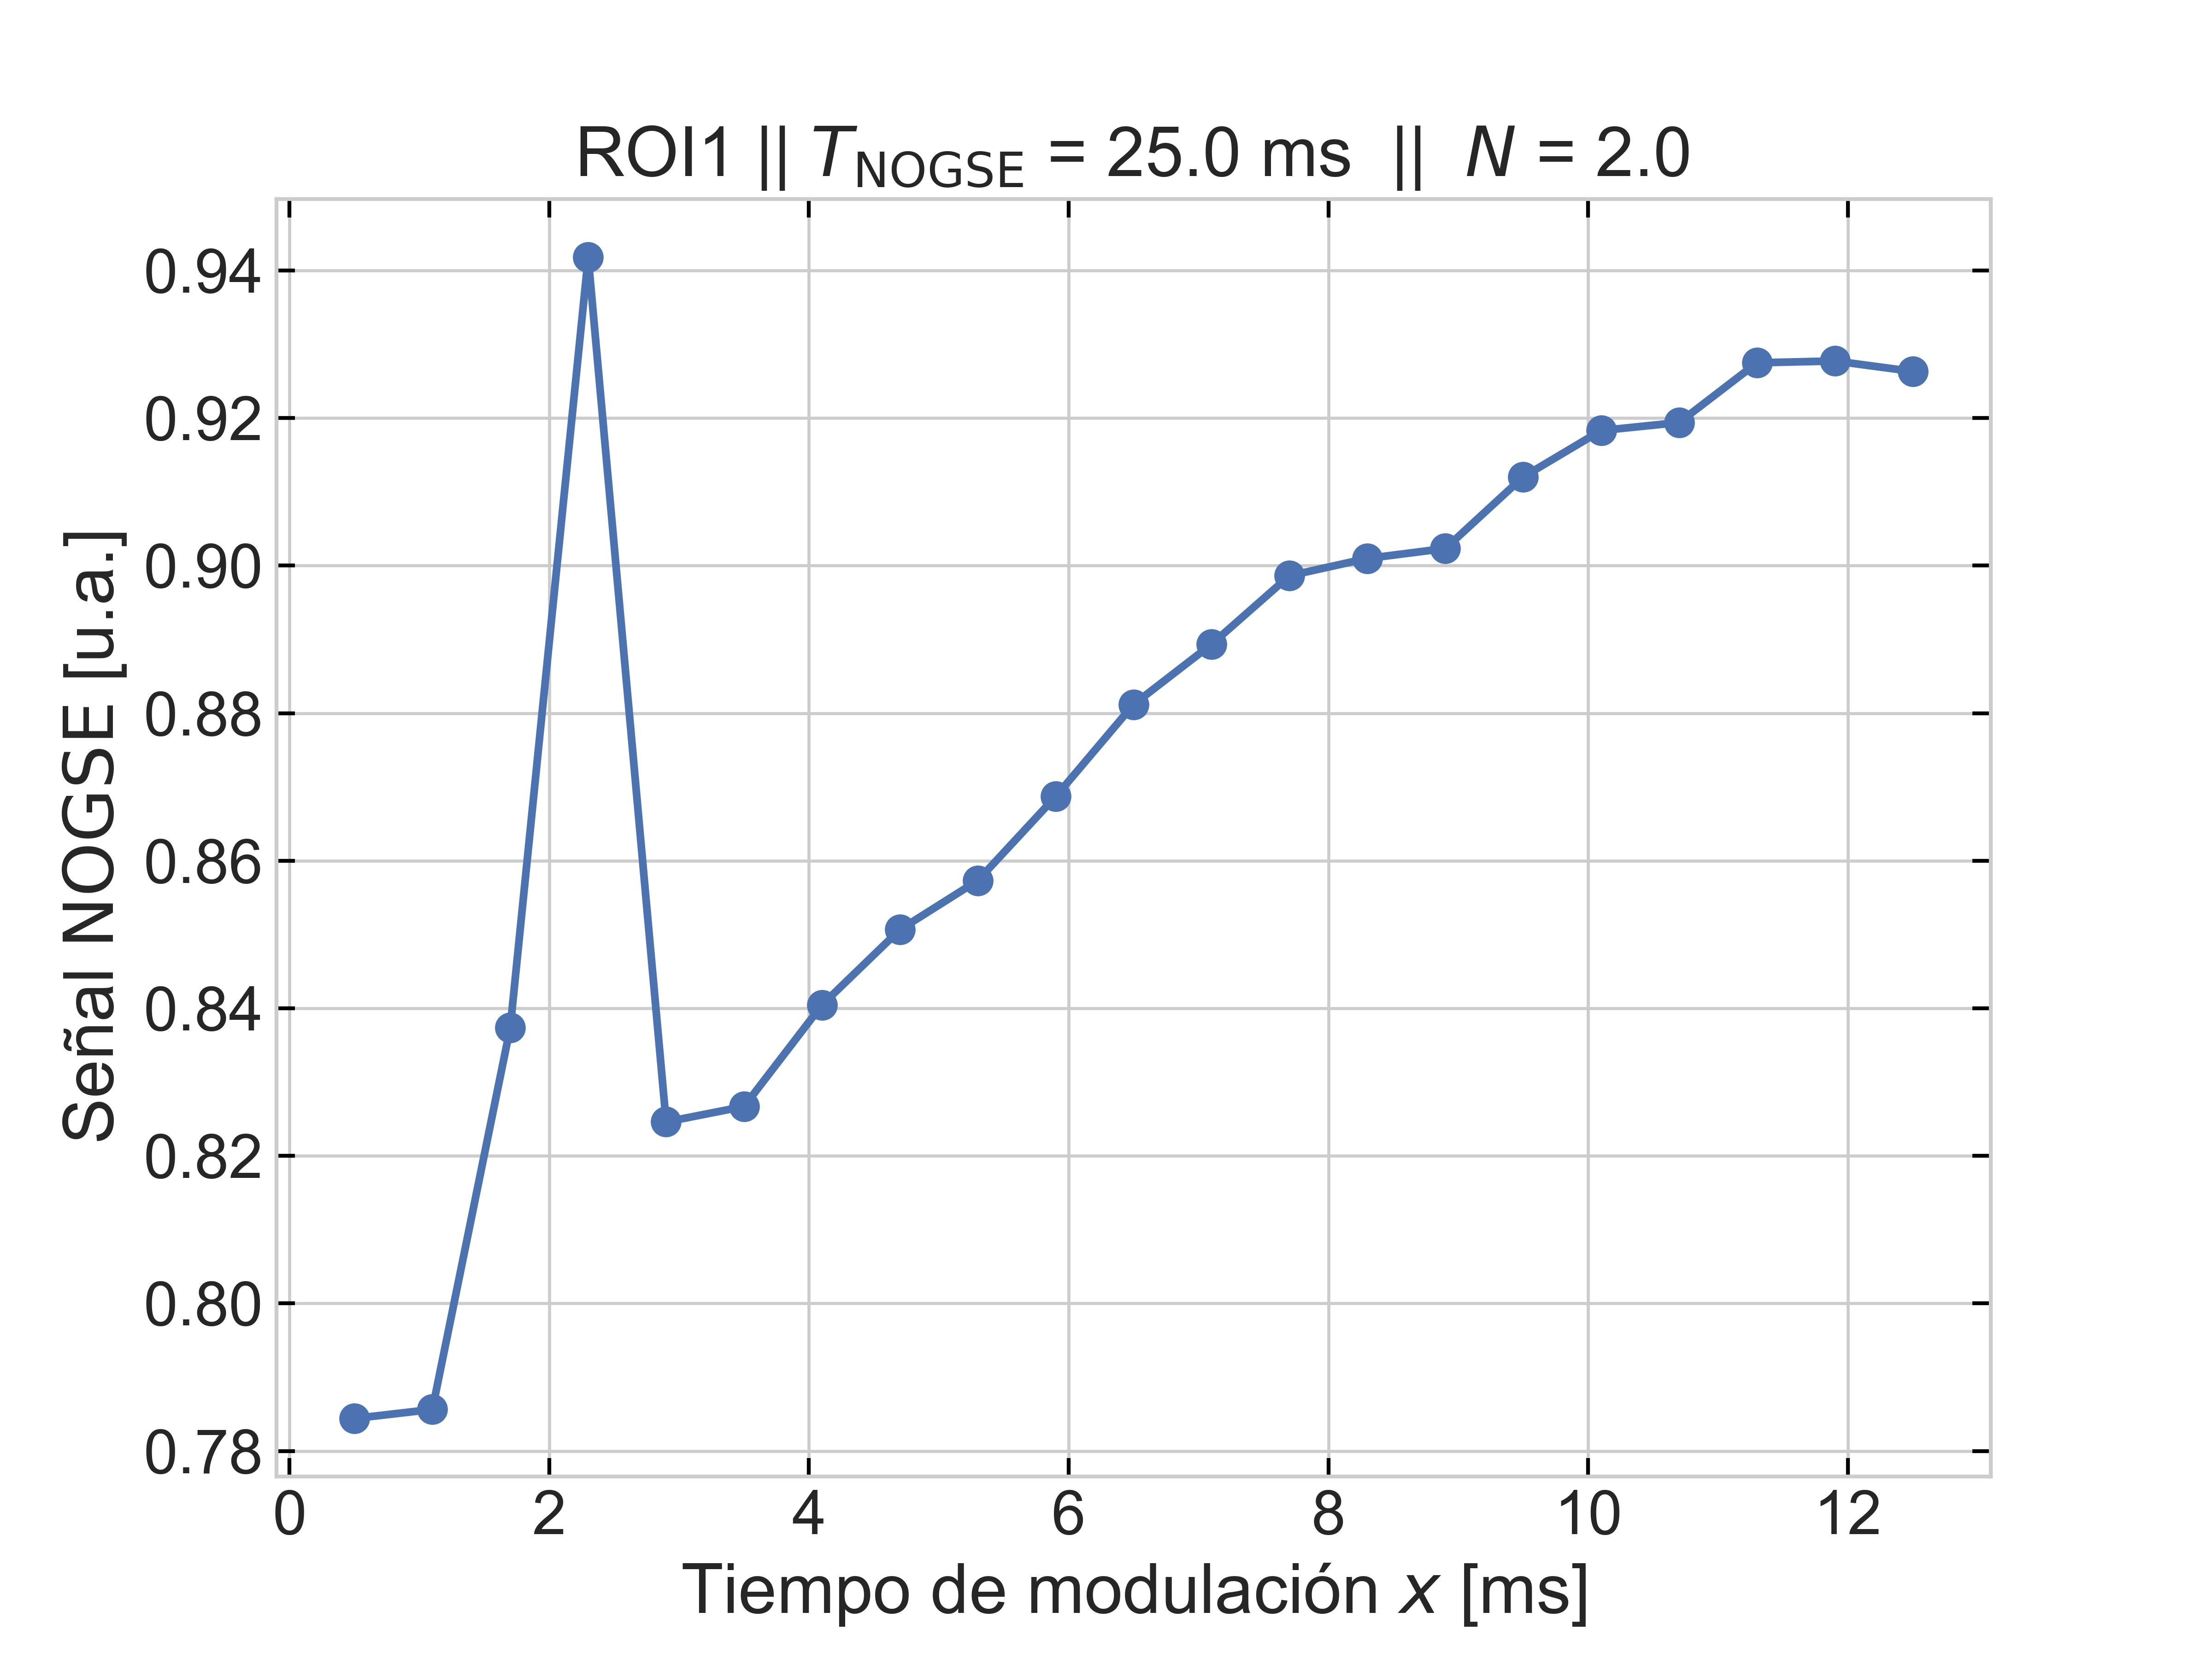 ROI1 || T_NOGSE = 25.0 ms || N = 2.0
Señal NOGSE [u.a.]
0.94
0.92
0.90
0.88
0.86
0.84
0.82
0.80
0.78
0 2 4 6 8 10 12
Tiempo de modulación x [ms]